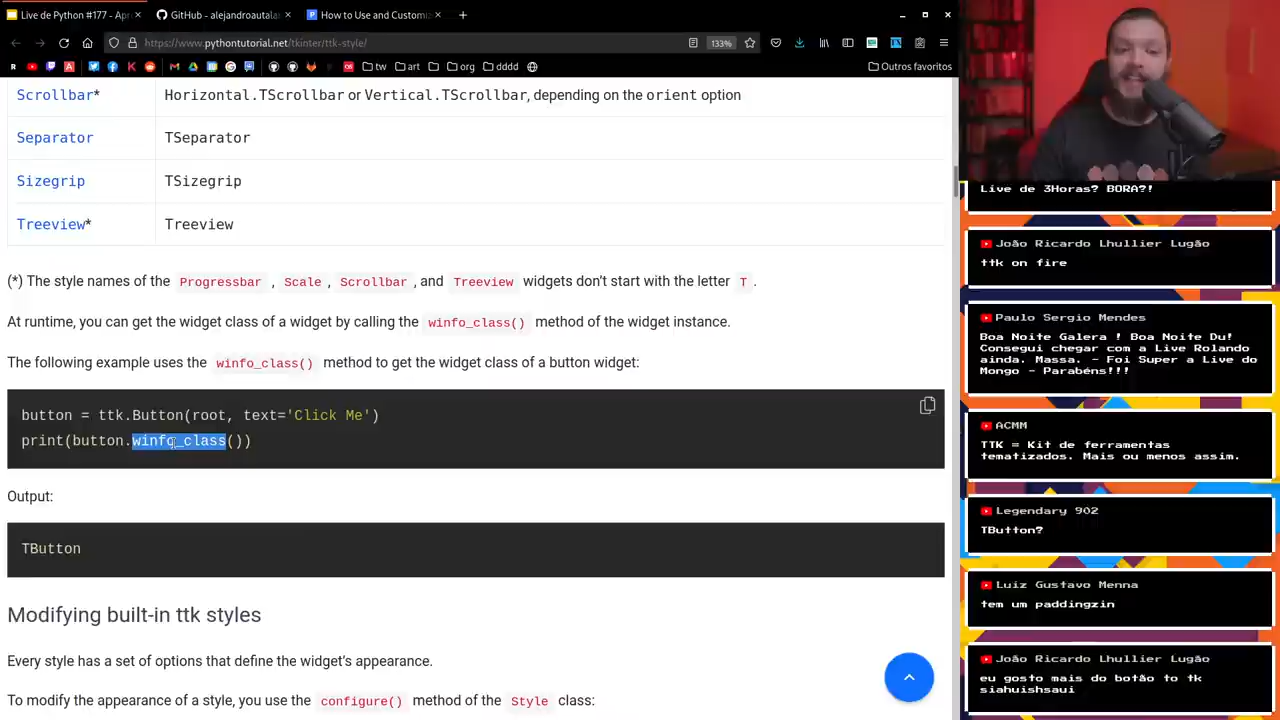 Live de Python #177 - Apr
GitHub - alejandroautala
How to Use and Customiz
https://www.pythontutorial.net/tkinter/ttk-style/
133%
tw
art
org
dddd
Outros favoritos
Scrollbar* Horizontal.TScrollbar or Vertical.TScrollbar, depending on the orient option
Separator TSeparator
Sizegrip TSizegrip
Treeview* Treeview
(*) The style names of the Progressbar , Scale , Scrollbar , and Treeview widgets don't start with the letter T .
At runtime, you can get the widget class of a widget by calling the winfo_class() method of the widget instance.
The following example uses the winfo_class() method to get the widget class of a button widget:
button = ttk.Button(root, text='Click Me')
print(button.winfo_class())
Output:
TButton
Modifying built-in ttk styles
Every style has a set of options that define the widget's appearance.
To modify the appearance of a style, you use the configure() method of the Style class:
Live de 3Horas? BORA?!
João Ricardo Lhullier Lugão
ttk on fire
Paulo Sergio Mendes
Boa Noite Galera ! Boa Noite Du!
Consegui chegar com a Live Rolando
ainda. Massa. - Foi Super a Live do
Mongo - Parabéns!!!
ACMM
TTK = Kit de ferramentas
tematizados. Mais ou menos assim.
Legendary 902
TButton?
Luiz Gustavo Menna
tem um paddingzin
João Ricardo Lhullier Lugão
eu gosto mais do botão to tk
siahuishsaui